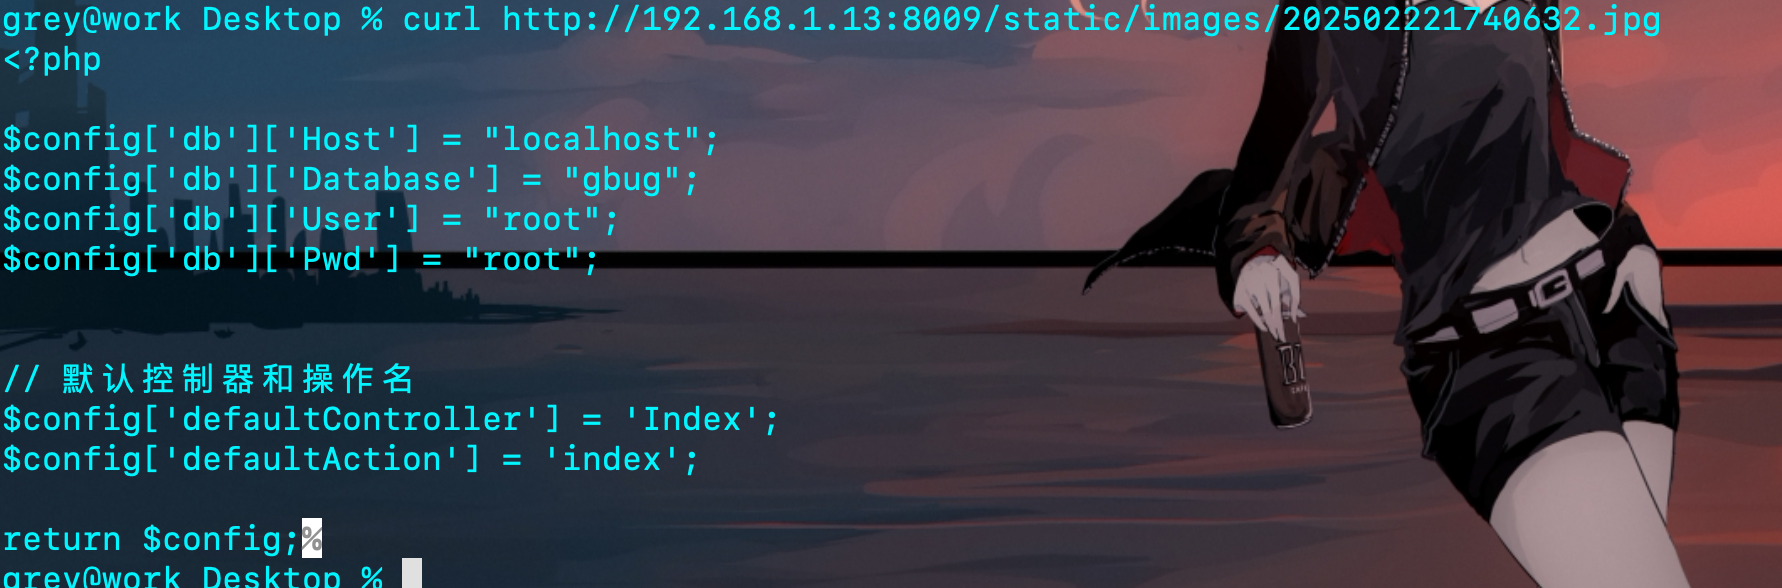 grey@work Desktop % curl http://192.168.1.13:8009/static/images/202502221740632.jpg
<?php
$config['db']['Host'] = "localhost";
$config['db']['Database'] = "gbug";
$config['db']['User'] = "root";
$config['db']['Pwd'] = "root";
// 默认控制器和操作名
$config['defaultController'] = 'Index';
$config['defaultAction'] = 'index';
return $config;%
grey@work Desktop %